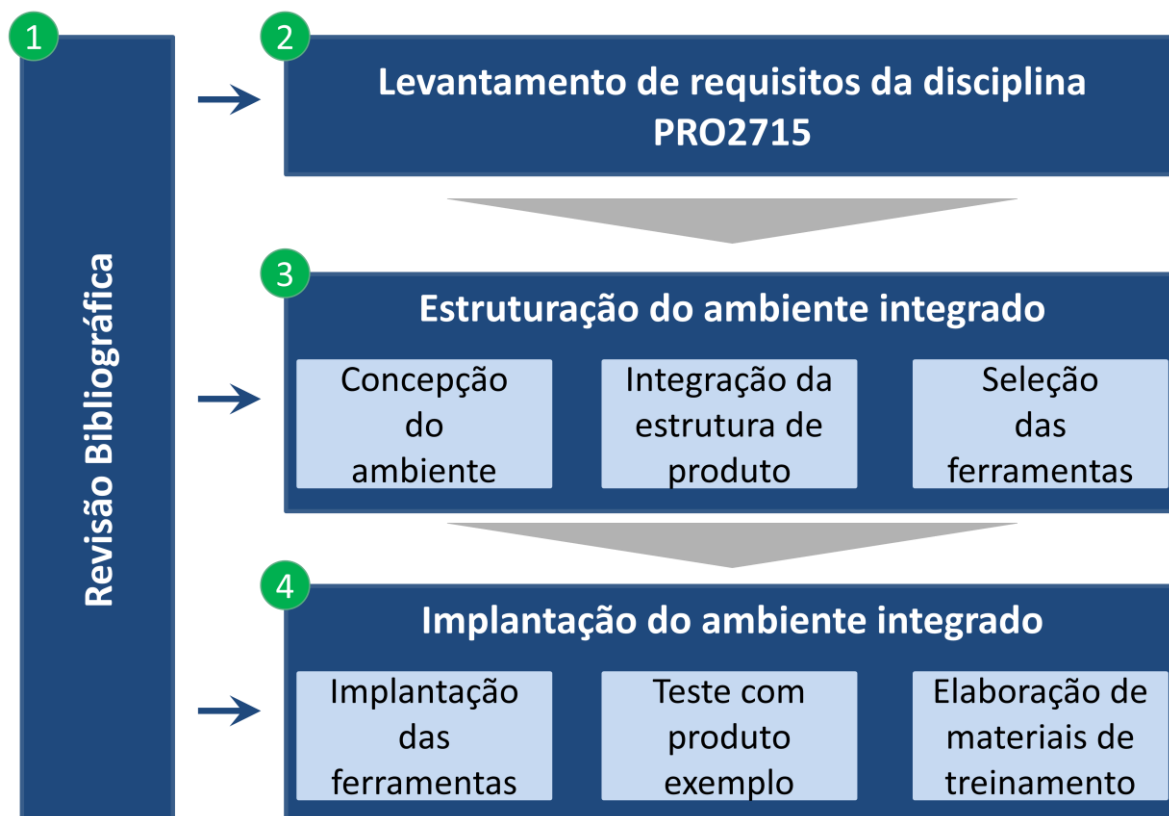 1
Revisão Bibliográfica
2
Levantamento de requisitos da disciplina
PRO2715
3
Estruturação do ambiente integrado
Concepção
do
ambiente
Integração da
estrutura de
produto
Seleção
das
ferramentas
4
Implantação do ambiente integrado
Implantação
das
ferramentas
Teste com
produto
exemplo
Elaboração de
materiais de
treinamento